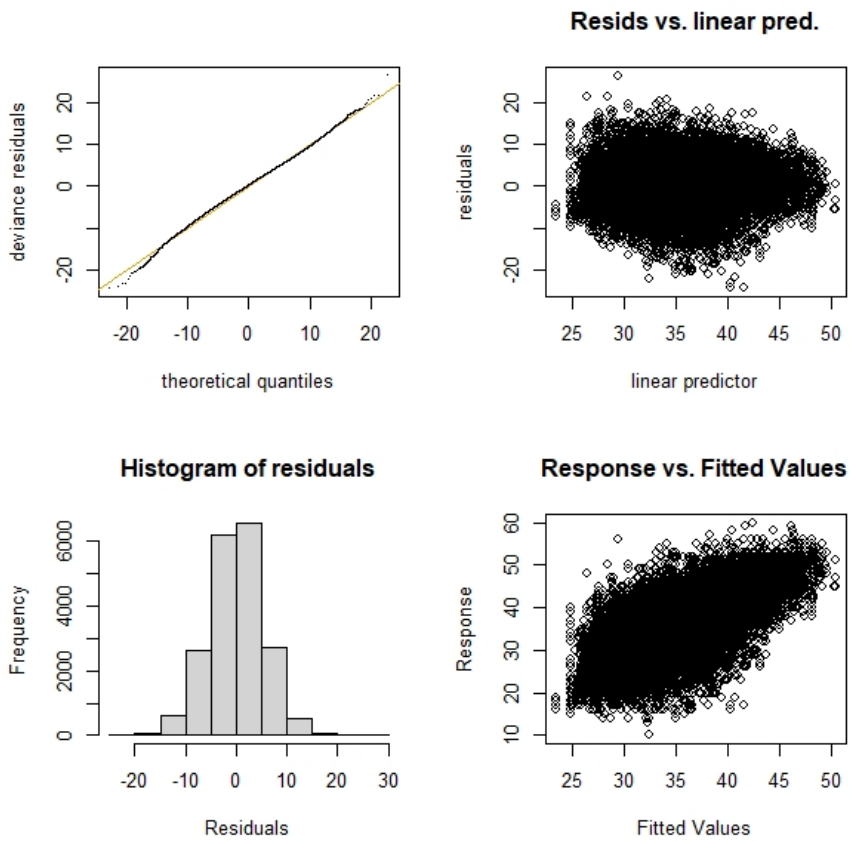 deviance residuals
20
10
0
-20
-20 -10 0 10 20
theoretical quantiles
Resids vs. linear pred.
residuals
20
10
0
-20
25 30 35 40 45 50
linear predictor
Histogram of residuals
Frequency
6000
4000
2000
0
-20 -10 0 10 20 30
Residuals
Response vs. Fitted Values
Response
60
50
40
30
20
10
25 30 35 40 45 50
Fitted Values